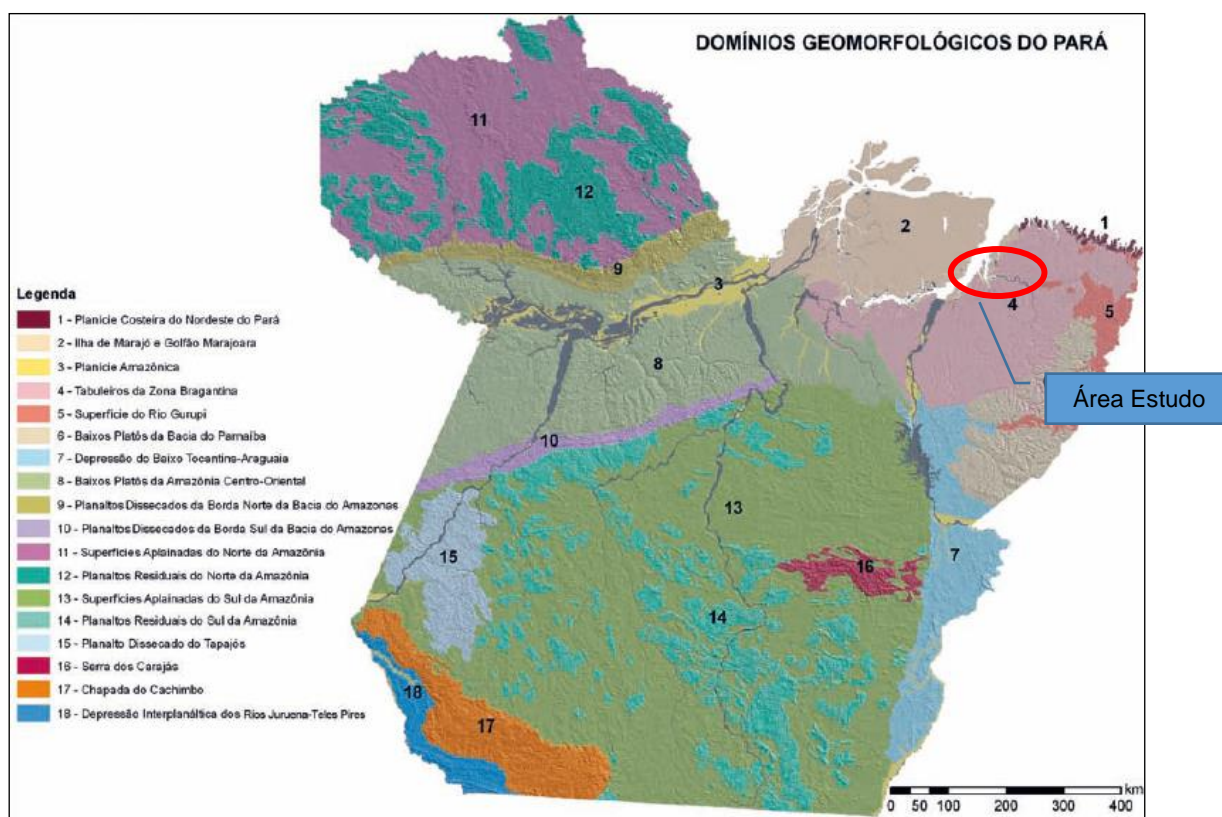 DOMÍNIOS GEOMORFOLÓGICOS DO PARÁ
11
12
2
1
9
3
4
5
Área Estudo
8
10
13
7
15
16
14
18
17
Legenda
1 - Planície Costeira do Nordeste do Pará
2 - Ilha de Marajó e Golfão Marajoara
3 - Planície Amazônica
4 - Tabuleiros da Zona Bragantina
5 - Superfície do Rio Gurupi
6 - Baixos Platôs da Bacia do Parnaíba
7 - Depressão do Baixo Tocantins-Araguaia
8 - Baixos Platôs da Amazônia Centro-Oriental
9 - Planaltos Dissecados da Borda Norte da Bacia do Amazonas
10 - Planaltos Dissecados da Borda Sul da Bacia do Amazonas
11 - Superfícies Aplainadas do Norte da Amazônia
12 - Planaltos Residuais do Norte da Amazônia
13 - Superfícies Aplainadas do Sul da Amazônia
14 - Planaltos Residuais do Sul da Amazônia
15 - Planalto Dissecado do Tapajós
16 - Serra dos Carajás
17 - Chapada do Cachimbo
18 - Depressão Interplanáltica dos Rios Juruena-Teles Pires
km
0 50 100 200 300 400